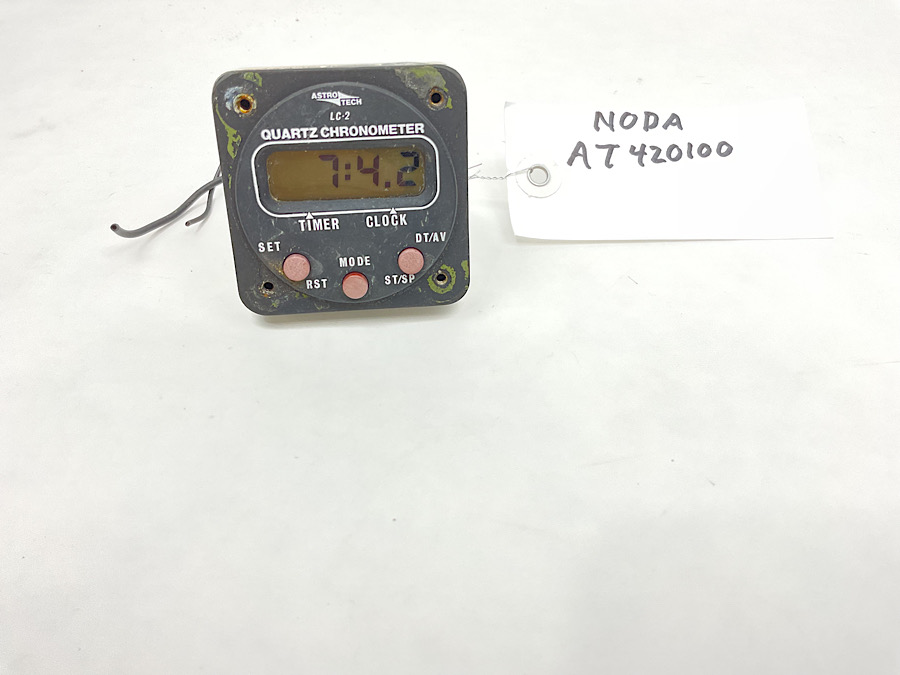 ASTRO TECH
LC-2
QUARTZ CHRONOMETER
7:4.2
TIMER CLOCK
SET
DT/AV
MODE
RST
ST/SP
NODA
AT420100